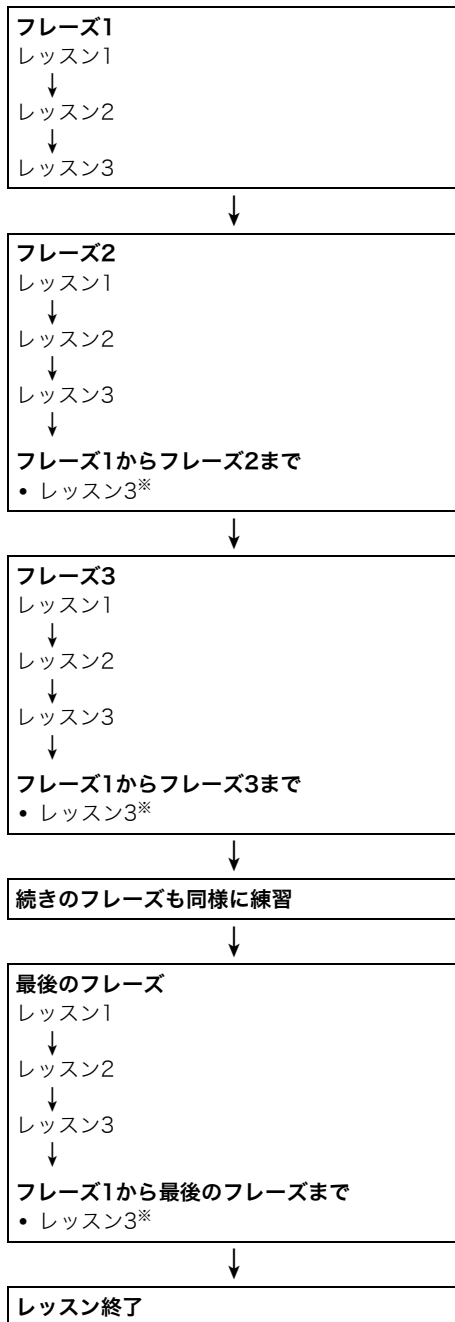 フレーズ1
レッスン1
↓
レッスン2
↓
レッスン3
↓
フレーズ2
レッスン1
↓
レッスン2
↓
レッスン3
↓
フレーズ1からフレーズ2まで
• レッスン3※
↓
フレーズ3
レッスン1
↓
レッスン2
↓
レッスン3
↓
フレーズ1からフレーズ3まで
• レッスン3※
↓
続きのフレーズも同様に練習
↓
最後のフレーズ
レッスン1
↓
レッスン2
↓
レッスン3
↓
フレーズ1から最後のフレーズまで
• レッスン3※
↓
レッスン終了